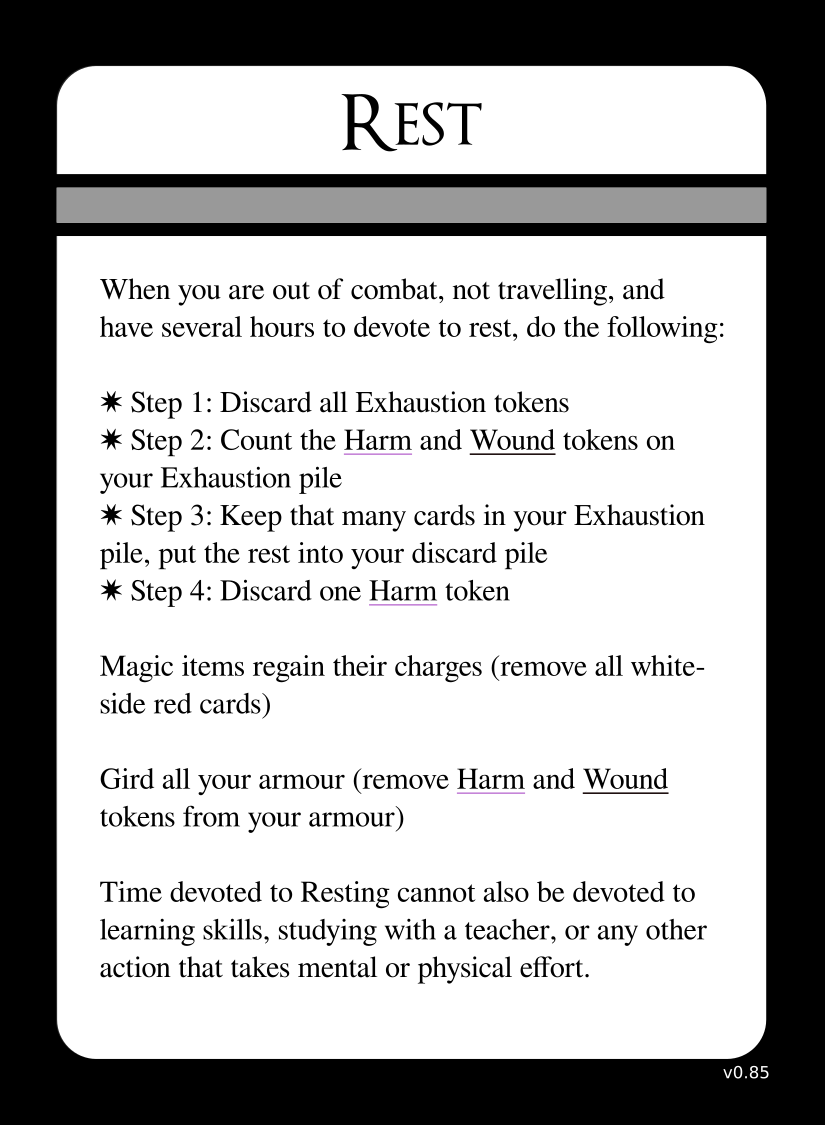 Rest
When you are out of combat, not travelling, and
have several hours to devote to rest, do the following:
✷ Step 1: Discard all Exhaustion tokens
✷ Step 2: Count the Harm and Wound tokens on
your Exhaustion pile
✷ Step 3: Keep that many cards in your Exhaustion
pile, put the rest into your discard pile
✷ Step 4: Discard one Harm token
Magic items regain their charges (remove all white-
side red cards)
Gird all your armour (remove Harm and Wound
tokens from your armour)
Time devoted to Resting cannot also be devoted to
learning skills, studying with a teacher, or any other
action that takes mental or physical effort.
v0.85